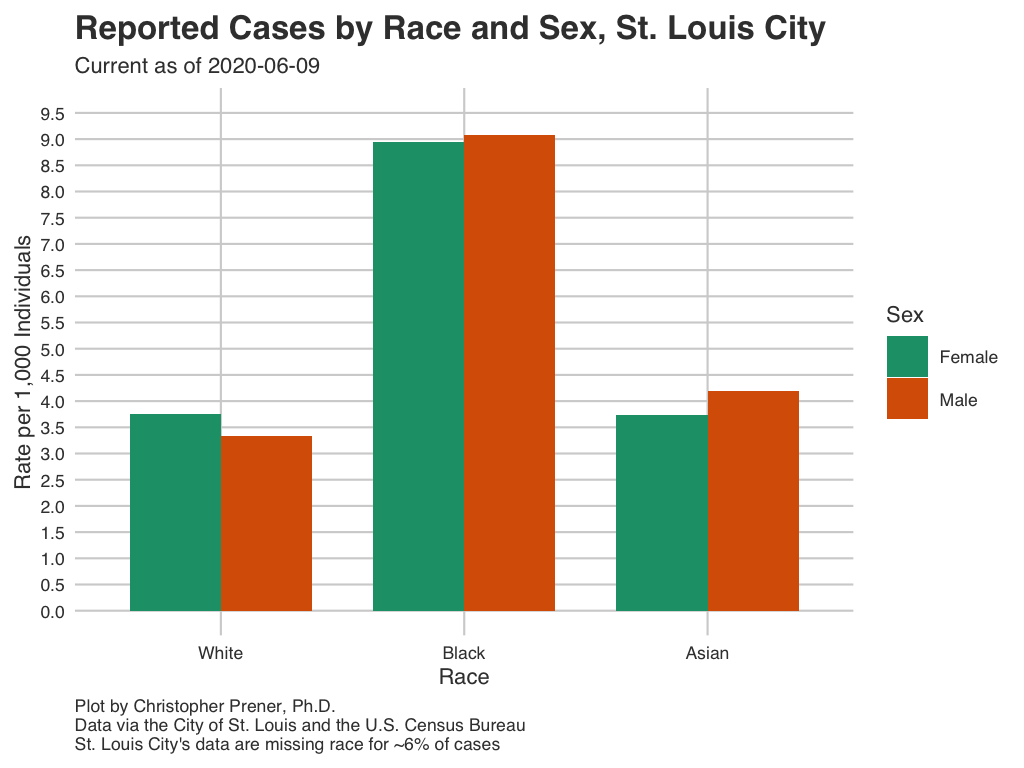 Reported Cases by Race and Sex, St. Louis City
Current as of 2020-06-09
9.5
9.0
8.5
8.0
7.5
7.0
6.5
6.0
5.5
5.0
4.5
4.0
3.5
3.0
2.5
2.0
1.5
1.0
0.5
0.0
Rate per 1,000 Individuals
White
Black
Asian
Race
Sex
Female
Male
Plot by Christopher Prener, Ph.D.
Data via the City of St. Louis and the U.S. Census Bureau
St. Louis City's data are missing race for ~6% of cases